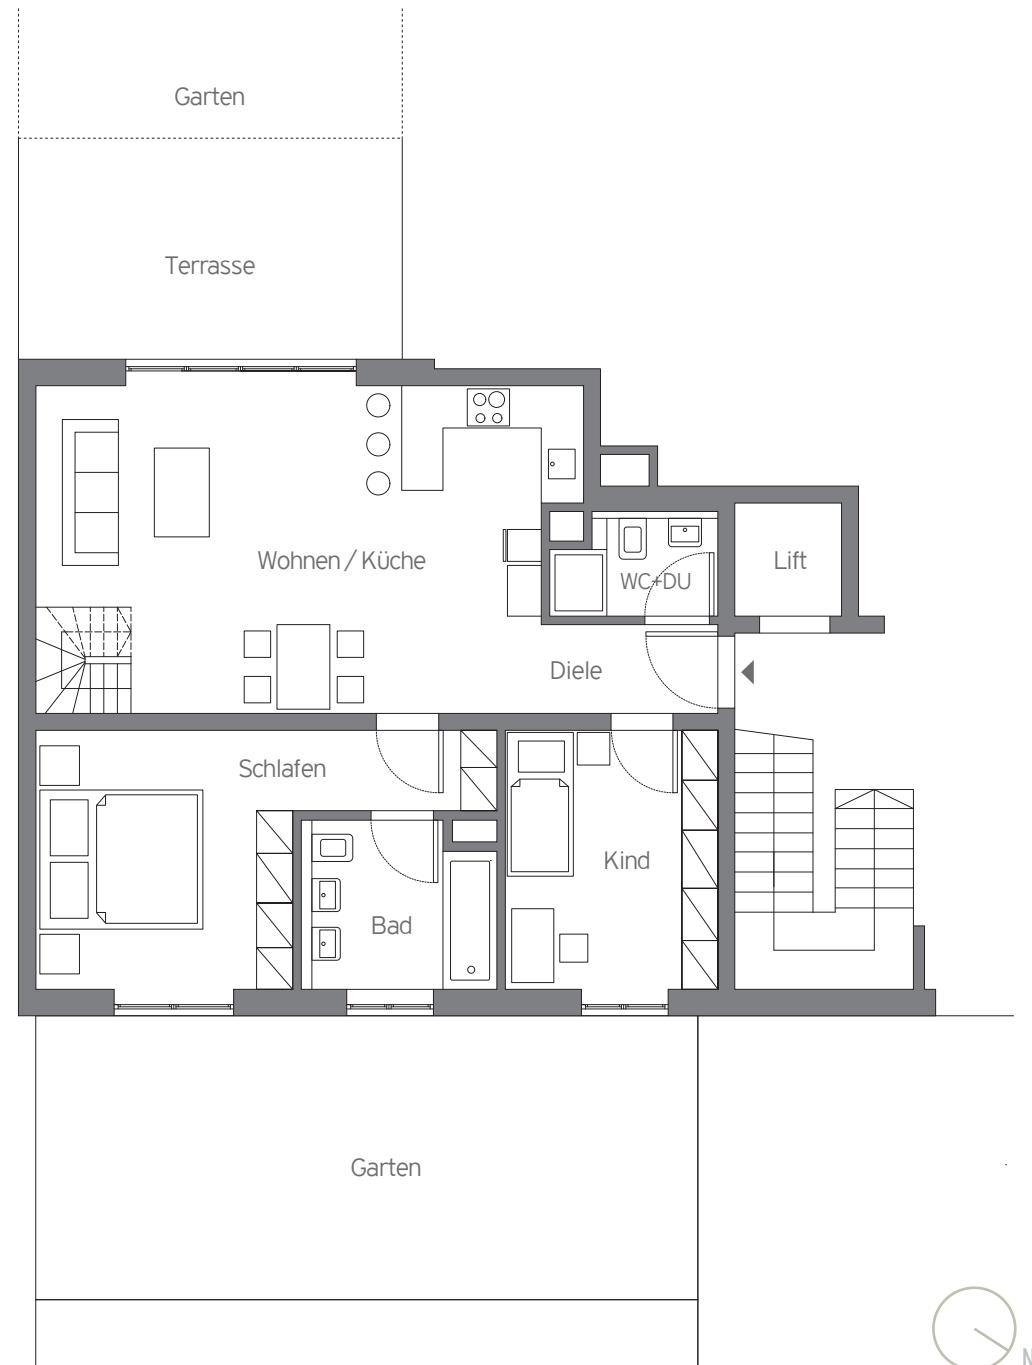 Garten
Terrasse
Wohnen / Küche
WC+DU
Lift
Diele
Schlafen
Kind
Bad
Garten
N